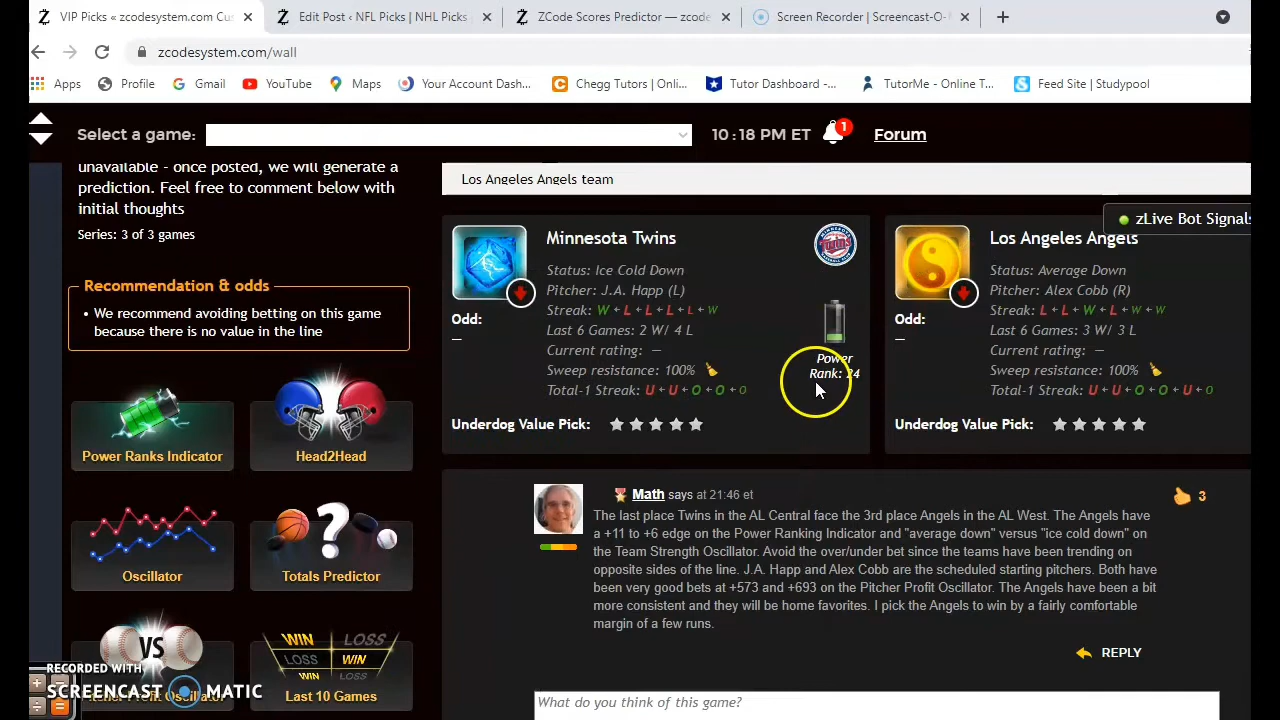 VIP Picks « zcodesystem.com Cus
Edit Post ‹ NFL Picks | NHL Picks
ZCode Scores Predictor — zcode
Screen Recorder | Screencast-O-
zcodesystem.com/wall
Apps
Profile
Gmail
YouTube
Maps
Your Account Dash...
Chegg Tutors | Onli...
Tutor Dashboard -...
TutorMe - Online T...
Feed Site | Studypool
Select a game:
10:18 PM ET
1
Forum
unavailable - once posted, we will generate a
prediction. Feel free to comment below with
initial thoughts
Series: 3 of 3 games
Recommendation & odds
• We recommend avoiding betting on this game
because there is no value in the line
Power Ranks Indicator
Head2Head
Oscillator
Totals Predictor
VS
WIN LOSS
LOSS WIN
WIN LOSS
Last 10 Games
RECORDED WITH
SCREENCAST MATIC
Los Angeles Angels team
zLive Bot Signals
Minnesota Twins
Status: Ice Cold Down
Pitcher: J.A. Happ (L)
Streak: W L L L L W
Last 6 Games: 2 W/ 4 L
Current rating: —
Sweep resistance: 100%
Total-1 Streak: U U O O O
Odd:
—
Power
Rank: 24
Underdog Value Pick:
Los Angeles Angels
Status: Average Down
Pitcher: Alex Cobb (R)
Streak: L L W L W W
Last 6 Games: 3 W/ 3 L
Current rating: —
Sweep resistance: 100%
Total-1 Streak: U U O O U O
Odd:
—
Underdog Value Pick:
Math says at 21:46 et
3
The last place Twins in the AL Central face the 3rd place Angels in the AL West. The Angels have
a +11 to +6 edge on the Power Ranking Indicator and "average down" versus "ice cold down" on
the Team Strength Oscillator. Avoid the over/under bet since the teams have been trending on
opposite sides of the line. J.A. Happ and Alex Cobb are the scheduled starting pitchers. Both have
been very good bets at +573 and +693 on the Pitcher Profit Oscillator. The Angels have been a bit
more consistent and they will be home favorites. I pick the Angels to win by a fairly comfortable
margin of a few runs.
REPLY
What do you think of this game?